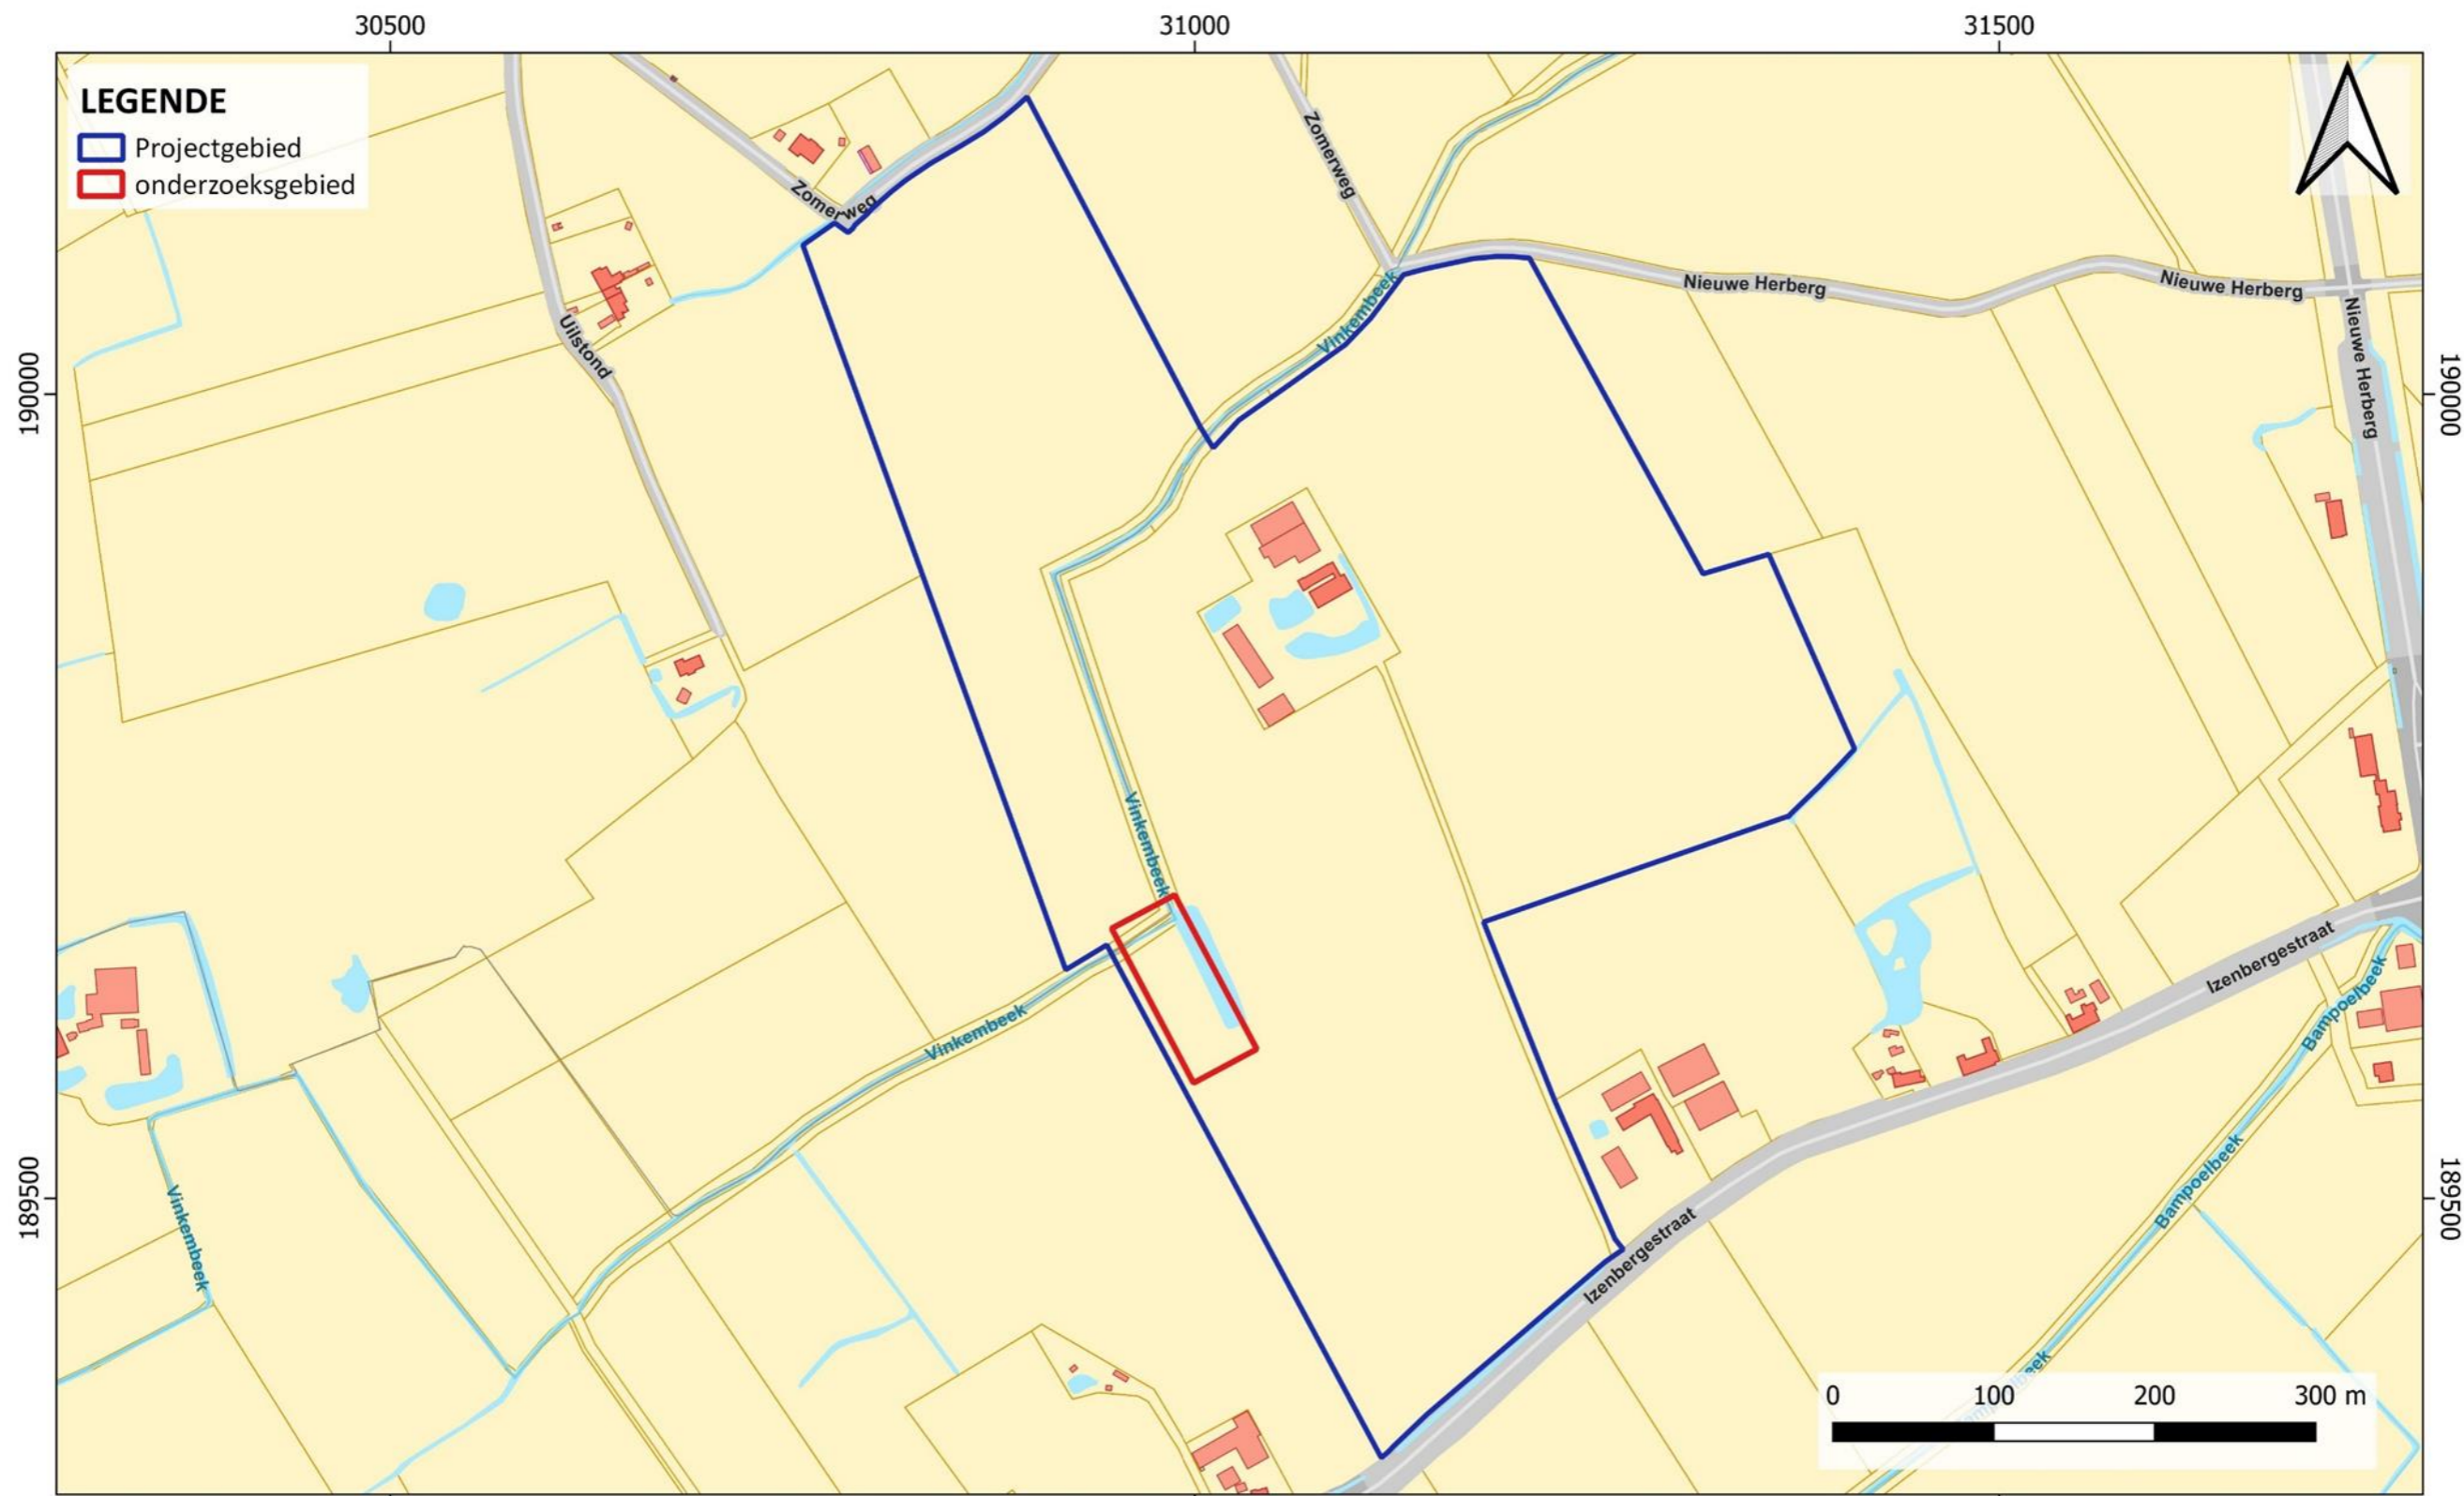 30500
31000
31500
LEGENDE
Projectgebied
onderzoeksgebied
Zomerweg
Zomerweg
Vinkembeek
Nieuwe Herberg
Nieuwe Herberg
Nieuwe Herberg
Uilstond
190000
190000
Vinkembeek
Vinkembeek
Izenbergestraat
Bampoelbeek
Vinkembeek
Bampoelbeek
189500
189500
Izenbergestraat
0 100 200 300 m